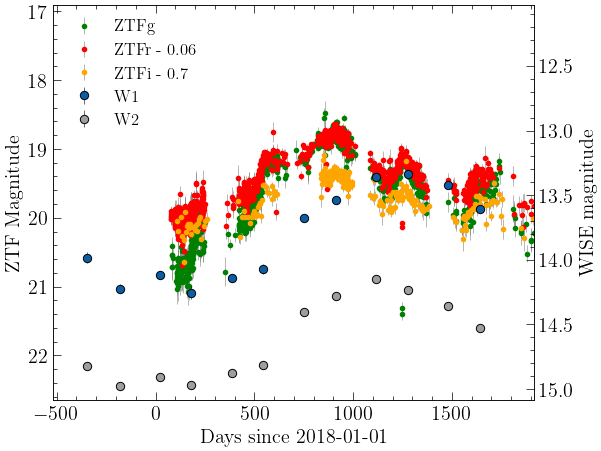 ZTFg
ZTFr - 0.06
ZTFi - 0.7
W1
W2
17
18
19
20
21
22
ZTF Magnitude
13.0
13.5
14.0
14.5
15.0
WISE magnitude
−500
0
500
1000
1500
Days since 2018-01-01